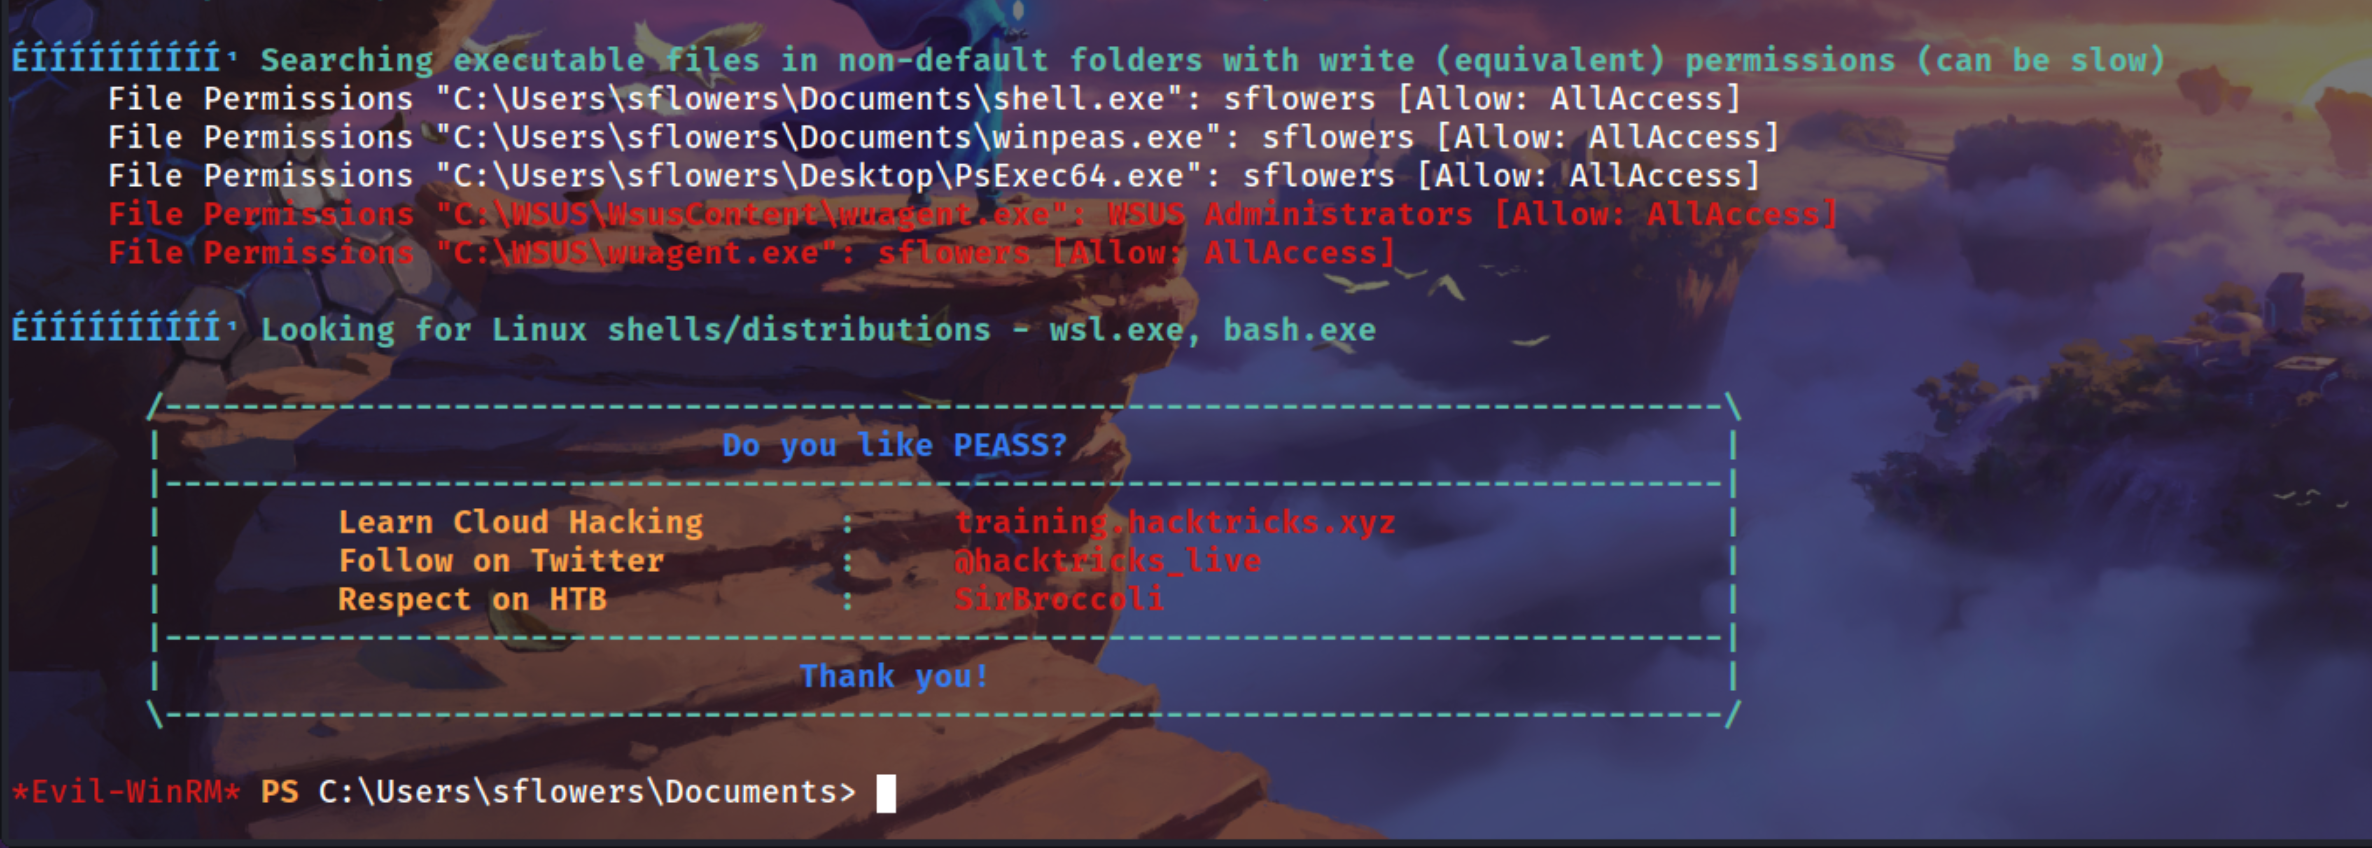 ÉÍÍÍÍÍÍÍÍÍÍ¹ Searching executable files in non-default folders with write (equivalent) permissions (can be slow)
File Permissions "C:\Users\sflowers\Documents\shell.exe": sflowers [Allow: AllAccess]
File Permissions "C:\Users\sflowers\Documents\winpeas.exe": sflowers [Allow: AllAccess]
File Permissions "C:\Users\sflowers\Desktop\PsExec64.exe": sflowers [Allow: AllAccess]
File Permissions "C:\WSUS\WsusContent\wuagent.exe": WSUS Administrators [Allow: AllAccess]
File Permissions "C:\WSUS\wuagent.exe": sflowers [Allow: AllAccess]
ÉÍÍÍÍÍÍÍÍÍÍ¹ Looking for Linux shells/distributions - wsl.exe, bash.exe
/---------------------------------------------------------------------------------\
| Do you like PEASS? |
|---------------------------------------------------------------------------------|
| Learn Cloud Hacking : training.hacktricks.xyz |
| Follow on Twitter : @hacktricks_live |
| Respect on HTB : SirBroccoli |
|---------------------------------------------------------------------------------|
| Thank you! |
\---------------------------------------------------------------------------------/
*Evil-WinRM* PS C:\Users\sflowers\Documents>